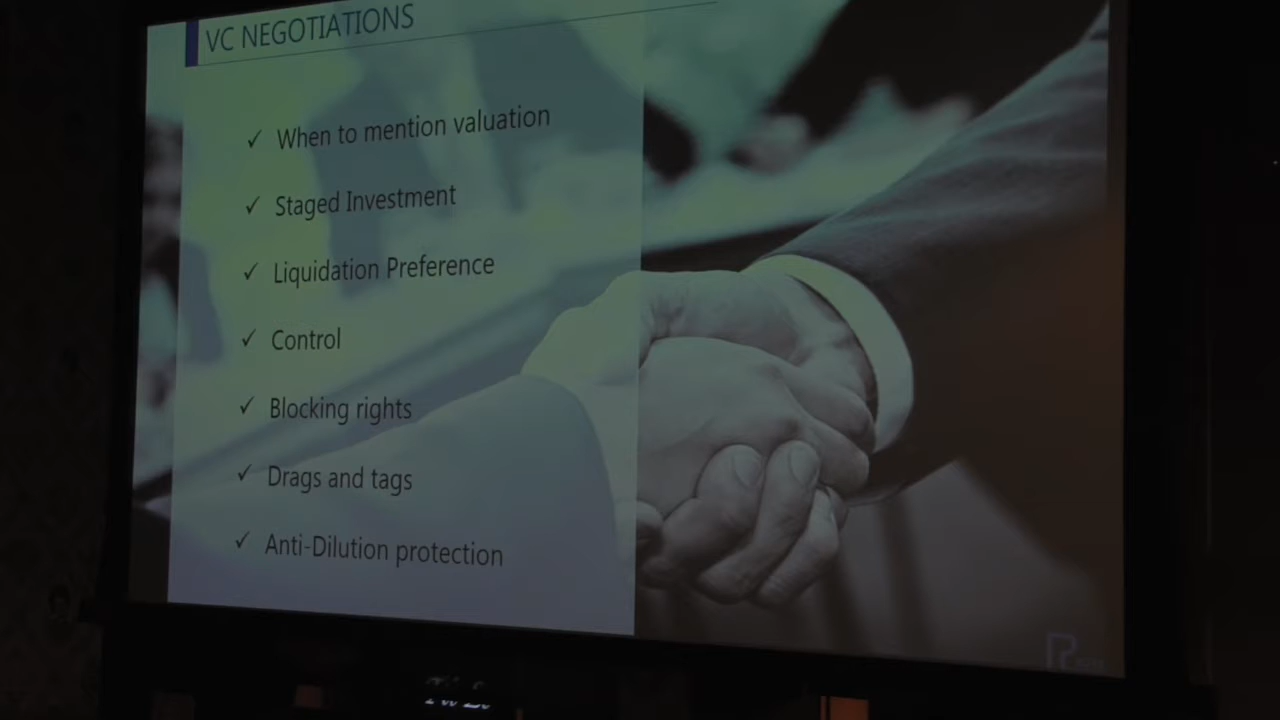 VC NEGOTIATIONS
✓ When to mention valuation
✓ Staged Investment
✓ Liquidation Preference
✓ Control
✓ Blocking rights
✓ Drags and tags
✓ Anti-Dilution protection